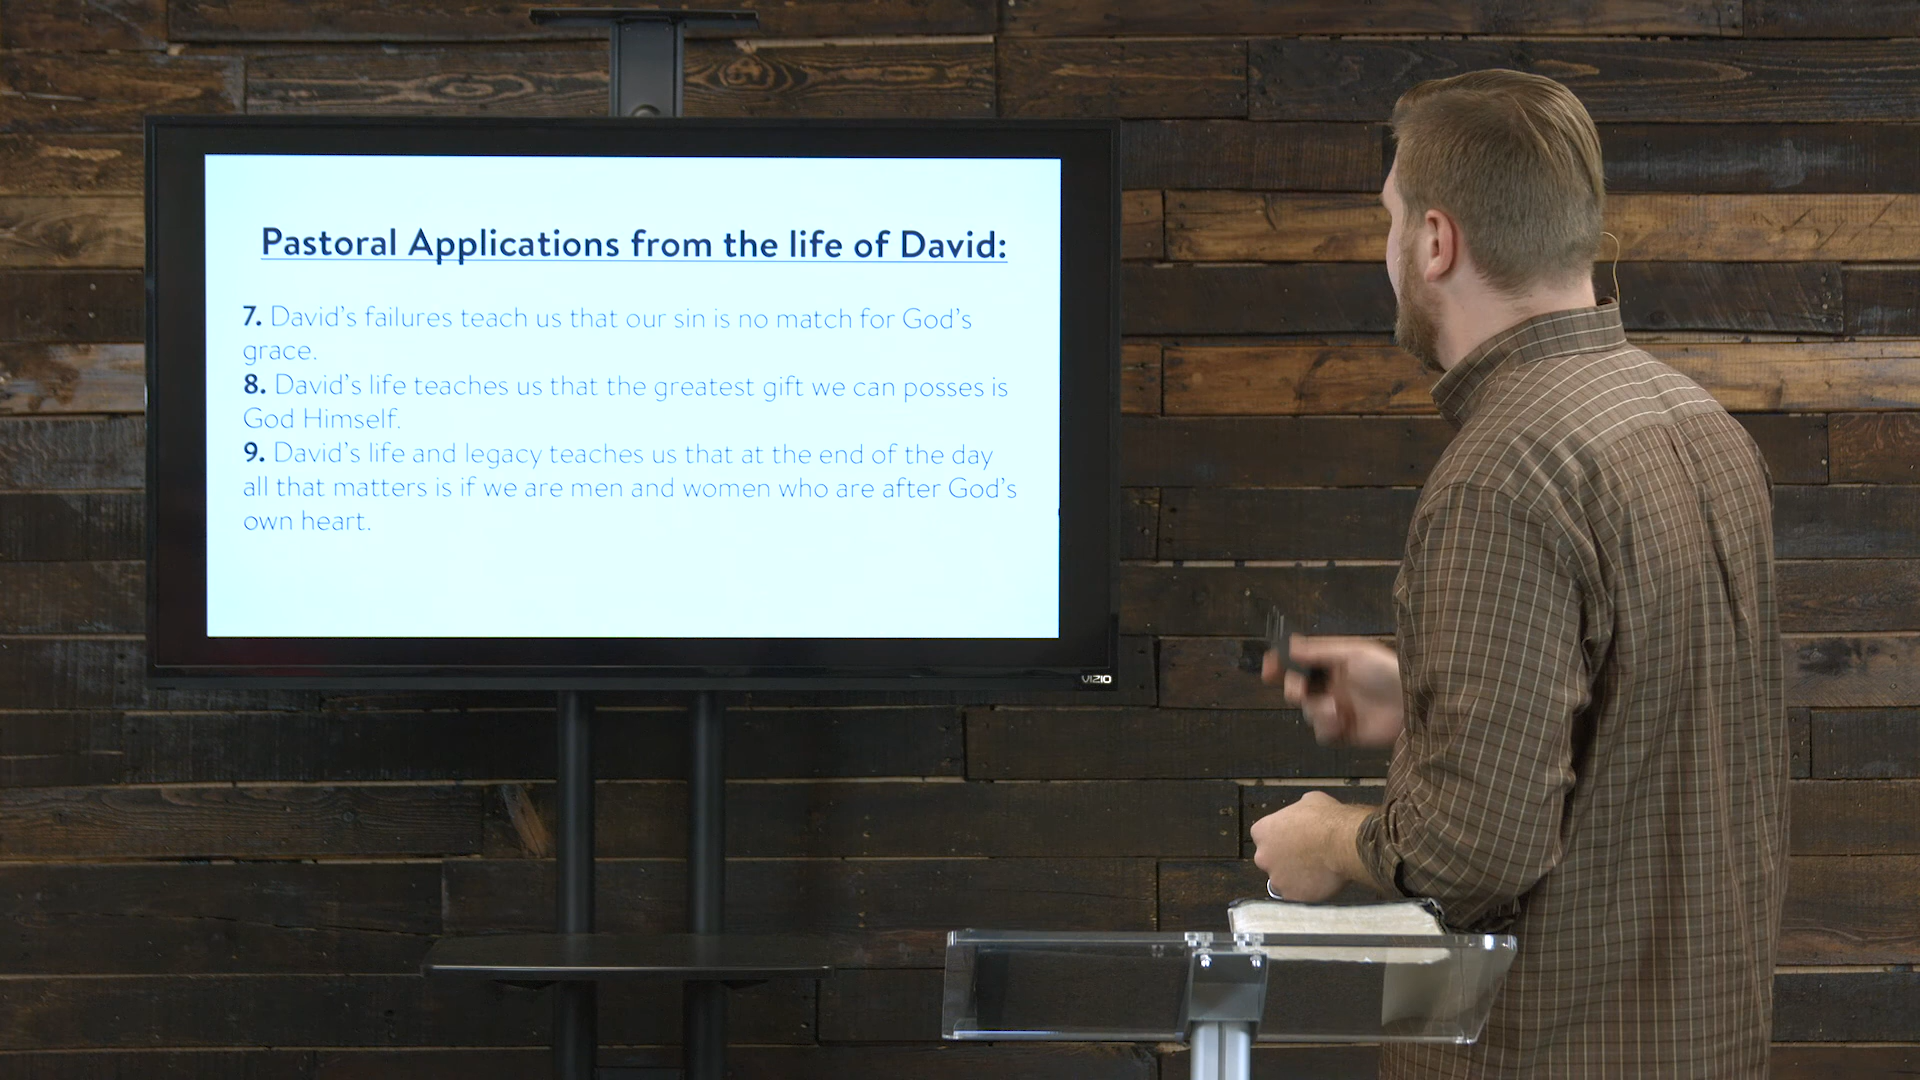 Pastoral Applications from the life of David:
7. David's failures teach us that our sin is no match for God's
grace.
8. David's life teaches us that the greatest gift we can posses is
God Himself.
9. David's life and legacy teaches us that at the end of the day
all that matters is if we are men and women who are after God's
own heart.
VIZIO